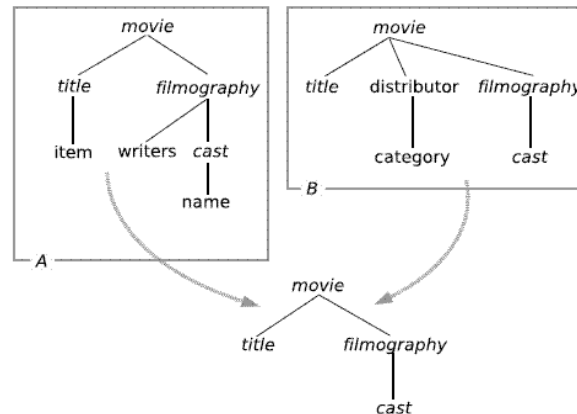 movie
title filmography
item writers cast
name
A
movie
title distributor filmography
category cast
B
movie
title filmography
cast